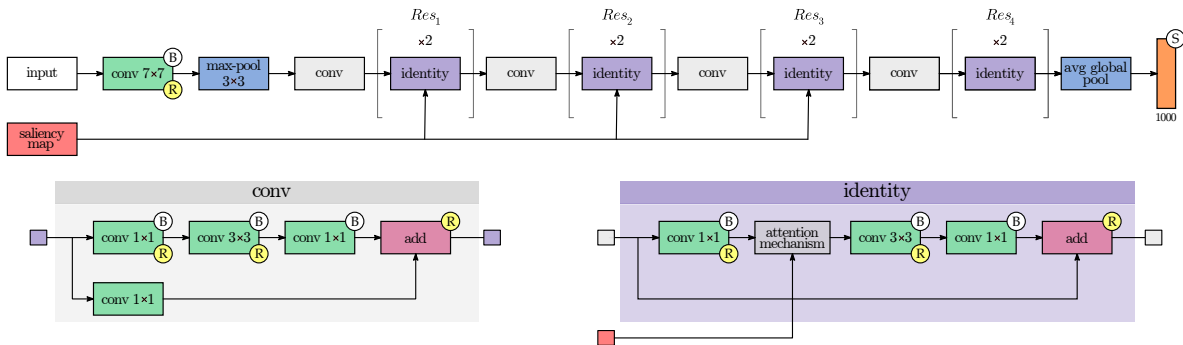 Res₁
Res₂
Res₃
Res₄
×2
×2
×2
×2
input
conv 7×7
B
R
max-pool
3×3
conv
identity
conv
identity
conv
identity
conv
identity
avg global
pool
S
1000
saliency
map
conv
conv 1×1
B
R
conv 3×3
B
R
conv 1×1
B
add
R
conv 1×1
identity
conv 1×1
B
R
attention
mechanism
conv 3×3
B
R
conv 1×1
B
add
R